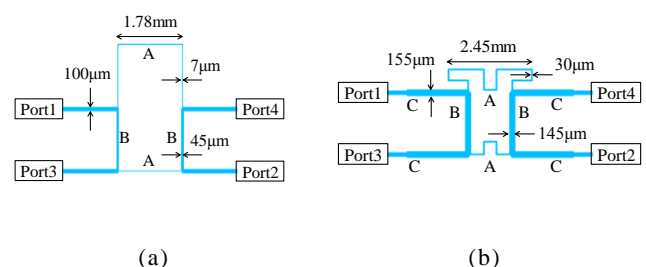 1.78mm
A
100μm
7μm
Port1
Port4
B
B
45μm
A
Port3
Port2
(a)
2.45mm
155μm
30μm
Port1
C
B
A
B
C
Port4
145μm
Port3
C
A
C
Port2
(b)